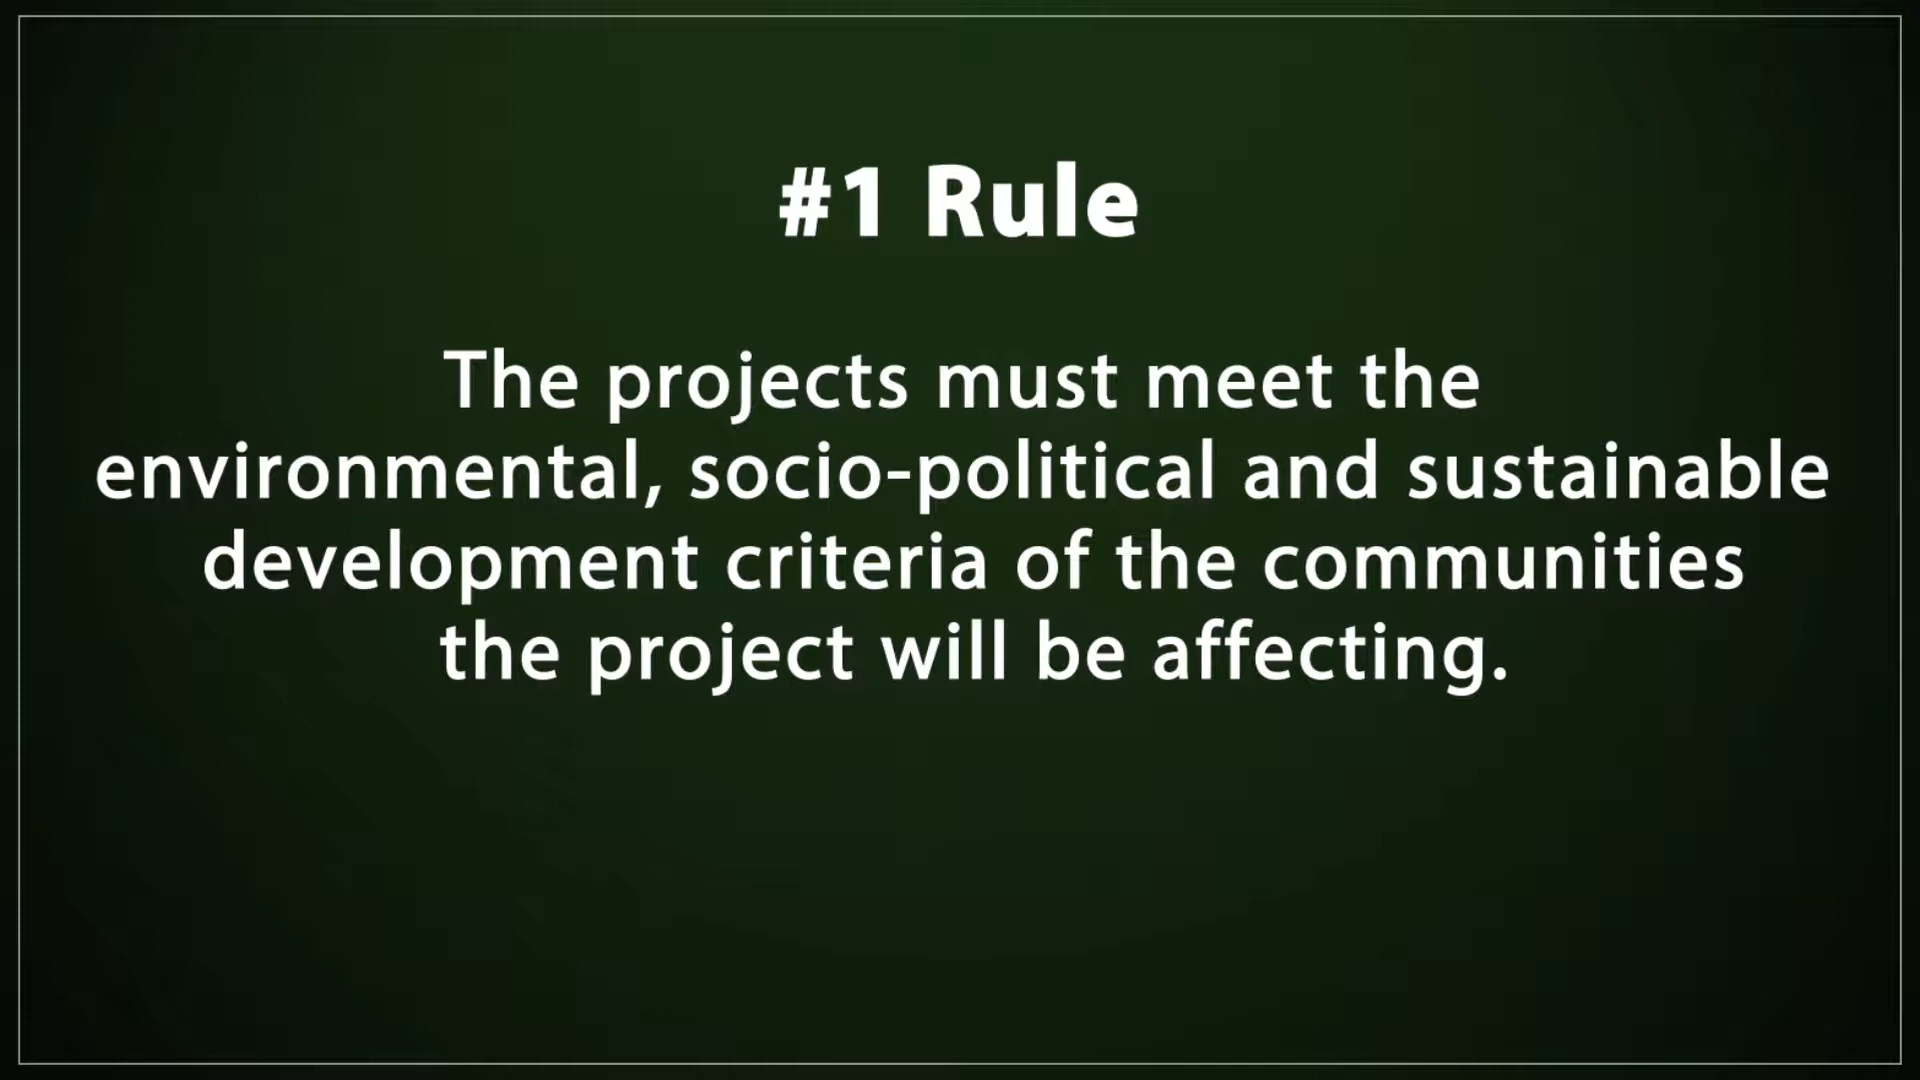 #1 Rule
The projects must meet the
environmental, socio-political and sustainable
development criteria of the communities
the project will be affecting.